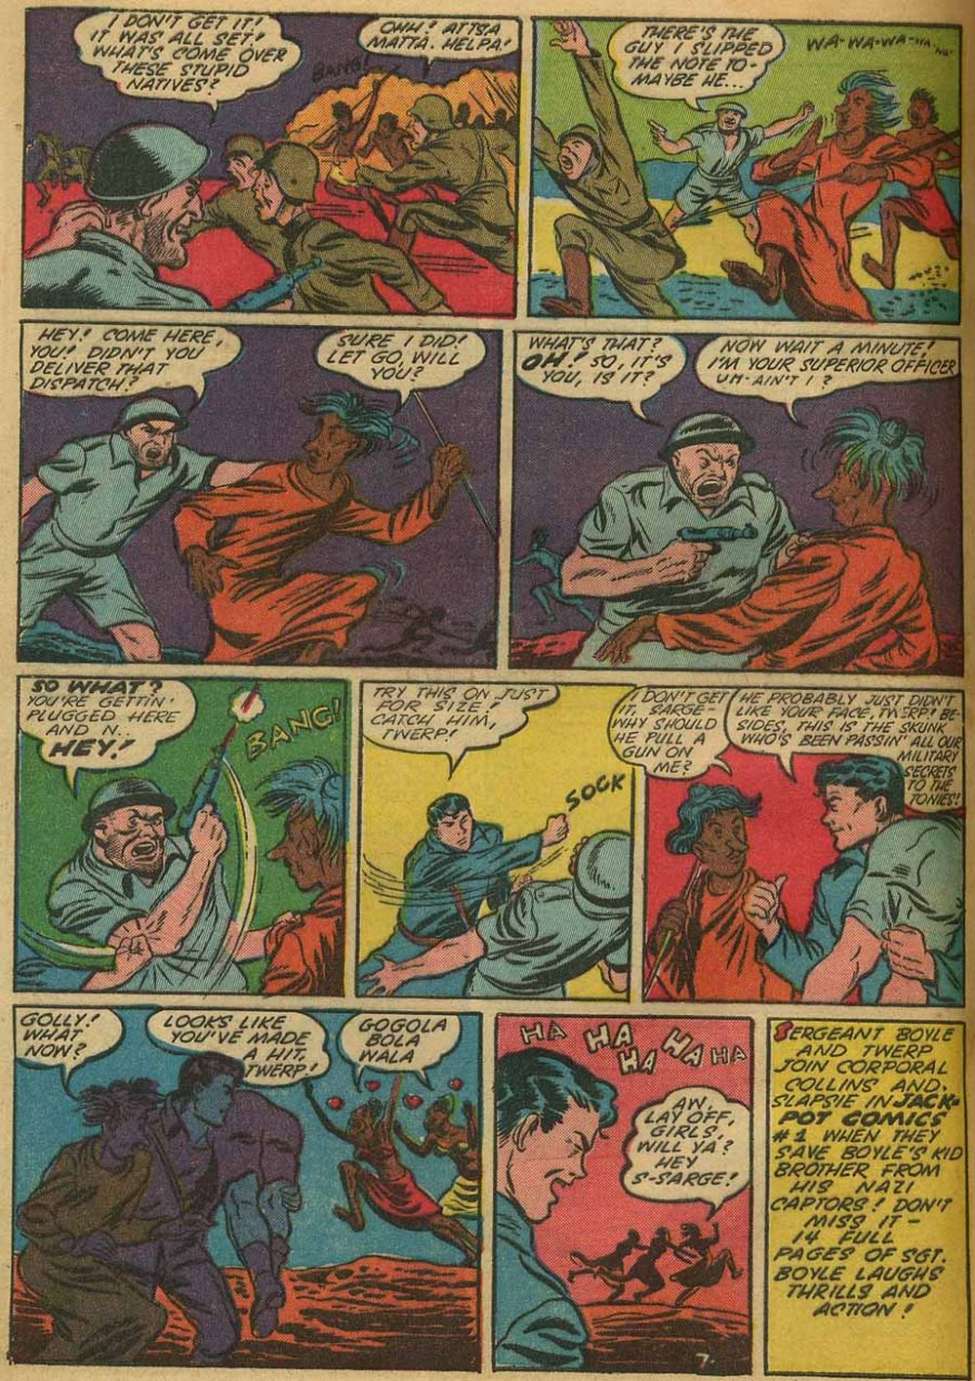 I DON'T GET IT!
IT WAS ALL SET!
WHAT'S COME OVER
THESE STUPID
NATIVES?
BANG!
OHH! ATTSA
MATTA. HELPA!
THERE'S THE
GUY I SLIPPED
THE NOTE TO-
MAYBE HE...
WA-WA-WA-WA.
WA'
HEY! COME HERE,
YOU! DIDN'T YOU
DELIVER THAT
DISPATCH?
SURE I DID!
LET GO, WILL
YOU?
WHAT'S THAT?
OH! SO, IT'S
YOU, IS IT?
NOW WAIT A MINUTE!
I'M YOUR SUPERIOR OFFICER
UH-AIN'T I?
SO WHAT?
YOU'RE GETTIN'
PLUGGED HERE
AND N..
HEY!
BANG!
TRY THIS ON JUST
FOR SIZE!
CATCH HIM,
TWERP!
SOCK
I DON'T GET
IT, SARGE-
WHY SHOULD
HE PULL A
GUN ON
ME?
HE PROBABLY JUST DIDN'T
LIKE YOUR FACE, TWERP! BE-
SIDES, THIS IS THE SKUNK
WHO'S BEEN PASSIN' ALL OUR
MILITARY
SECRETS
TO THE
TONIES!
GOLLY!
WHAT
NOW?
LOOKS LIKE
YOU'VE MADE
A HIT,
TWERP!
GOGOLA
BOLA
WALA
HA HA HA HA HA
AW,
LAY OFF,
GIRLS,
WILL YA?
HEY
S-SARGE!
7.
SERGEANT BOYLE
AND TWERP
JOIN CORPORAL
COLLINS AND
SLAPSIE IN JACK-
POT COMICS
#1 WHEN THEY
SAVE BOYLE'S KID
BROTHER FROM
HIS NAZI
CAPTORS! DON'T
MISS IT -
14 FULL
PAGES OF SGT.
BOYLE LAUGHS
THRILLS AND
ACTION!